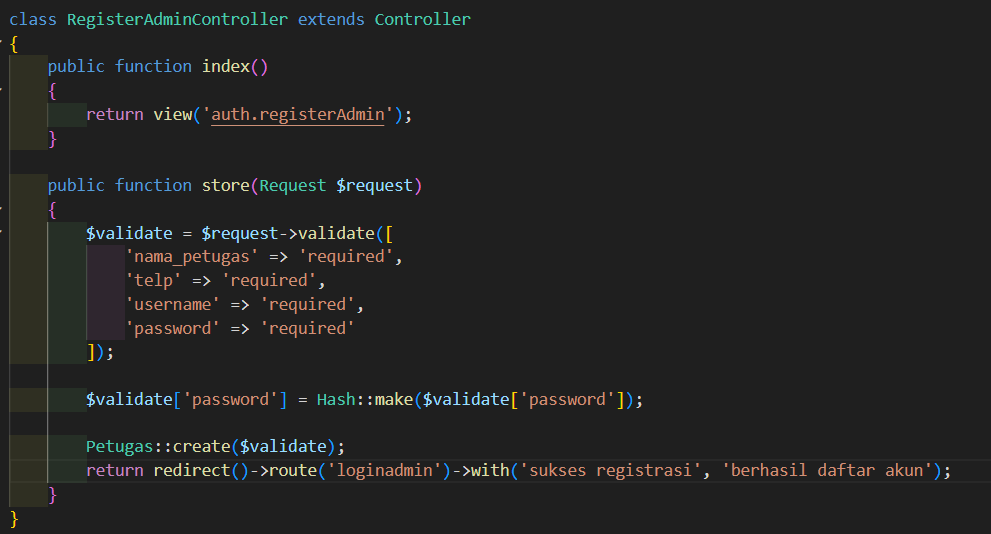 class RegisterAdminController extends Controller
{
    public function index()
    {
        return view('auth.registerAdmin');
    }

    public function store(Request $request)
    {
        $validate = $request->validate([
            'nama_petugas' => 'required',
            'telp' => 'required',
            'username' => 'required',
            'password' => 'required'
        ]);

        $validate['password'] = Hash::make($validate['password']);

        Petugas::create($validate);
        return redirect()->route('loginadmin')->with('sukses registrasi', 'berhasil daftar akun');
    }
}